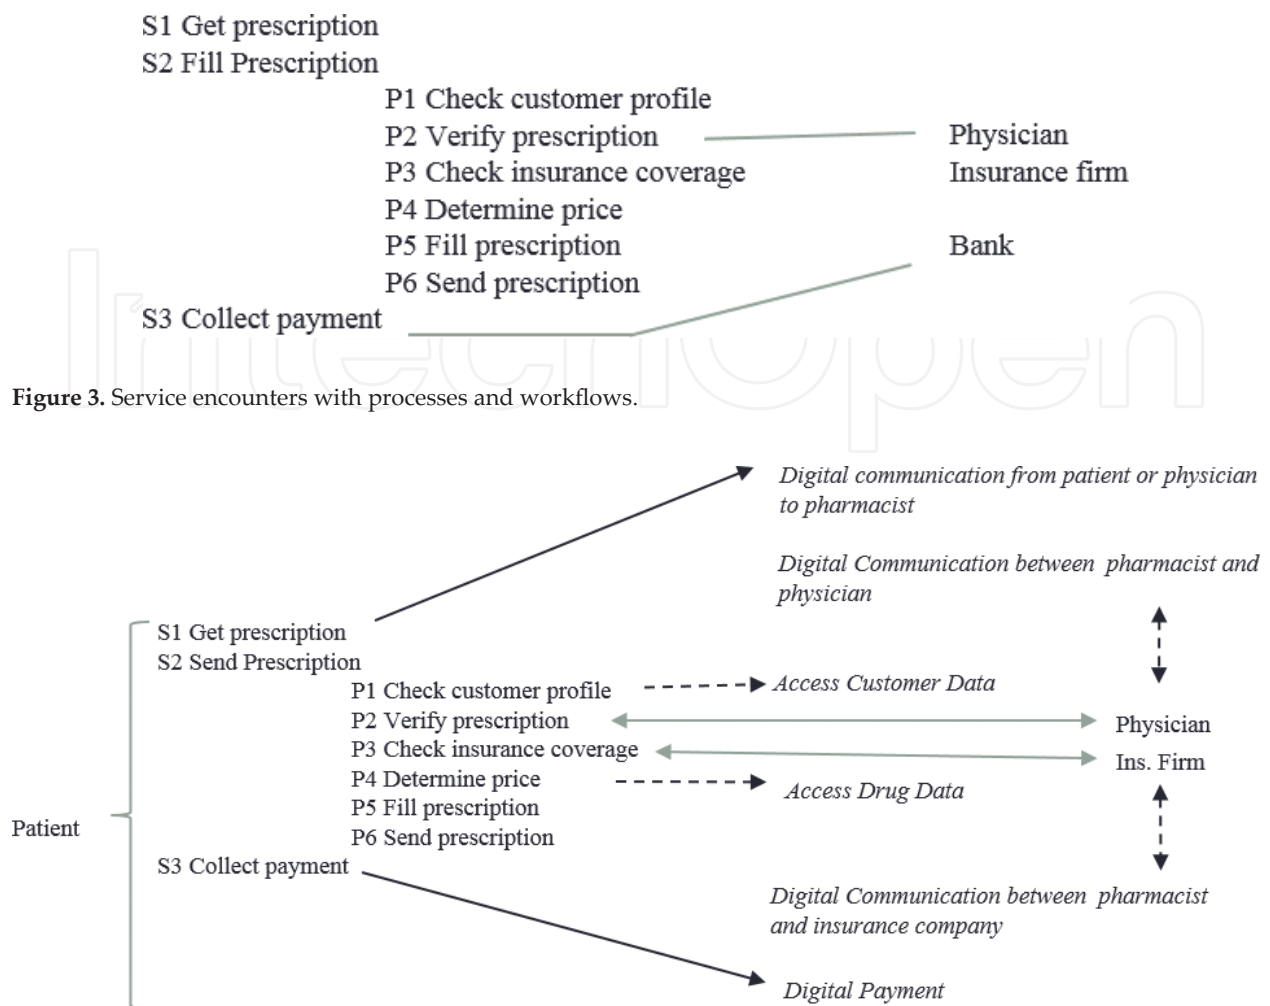 S1 Get prescription
S2 Fill Prescription
P1 Check customer profile
P2 Verify prescription
Physician
P3 Check insurance coverage
Insurance firm
P4 Determine price
P5 Fill prescription
Bank
P6 Send prescription
S3 Collect payment
IntechOpen
Figure 3. Service encounters with processes and workflows.
Digital communication from patient or physician
to pharmacist
Digital Communication between pharmacist and
physician
S1 Get prescription
S2 Send Prescription
P1 Check customer profile
Access Customer Data
P2 Verify prescription
Physician
P3 Check insurance coverage
Ins. Firm
P4 Determine price
Access Drug Data
P5 Fill prescription
Patient
P6 Send prescription
S3 Collect payment
Digital Communication between pharmacist
and insurance company
Digital Payment